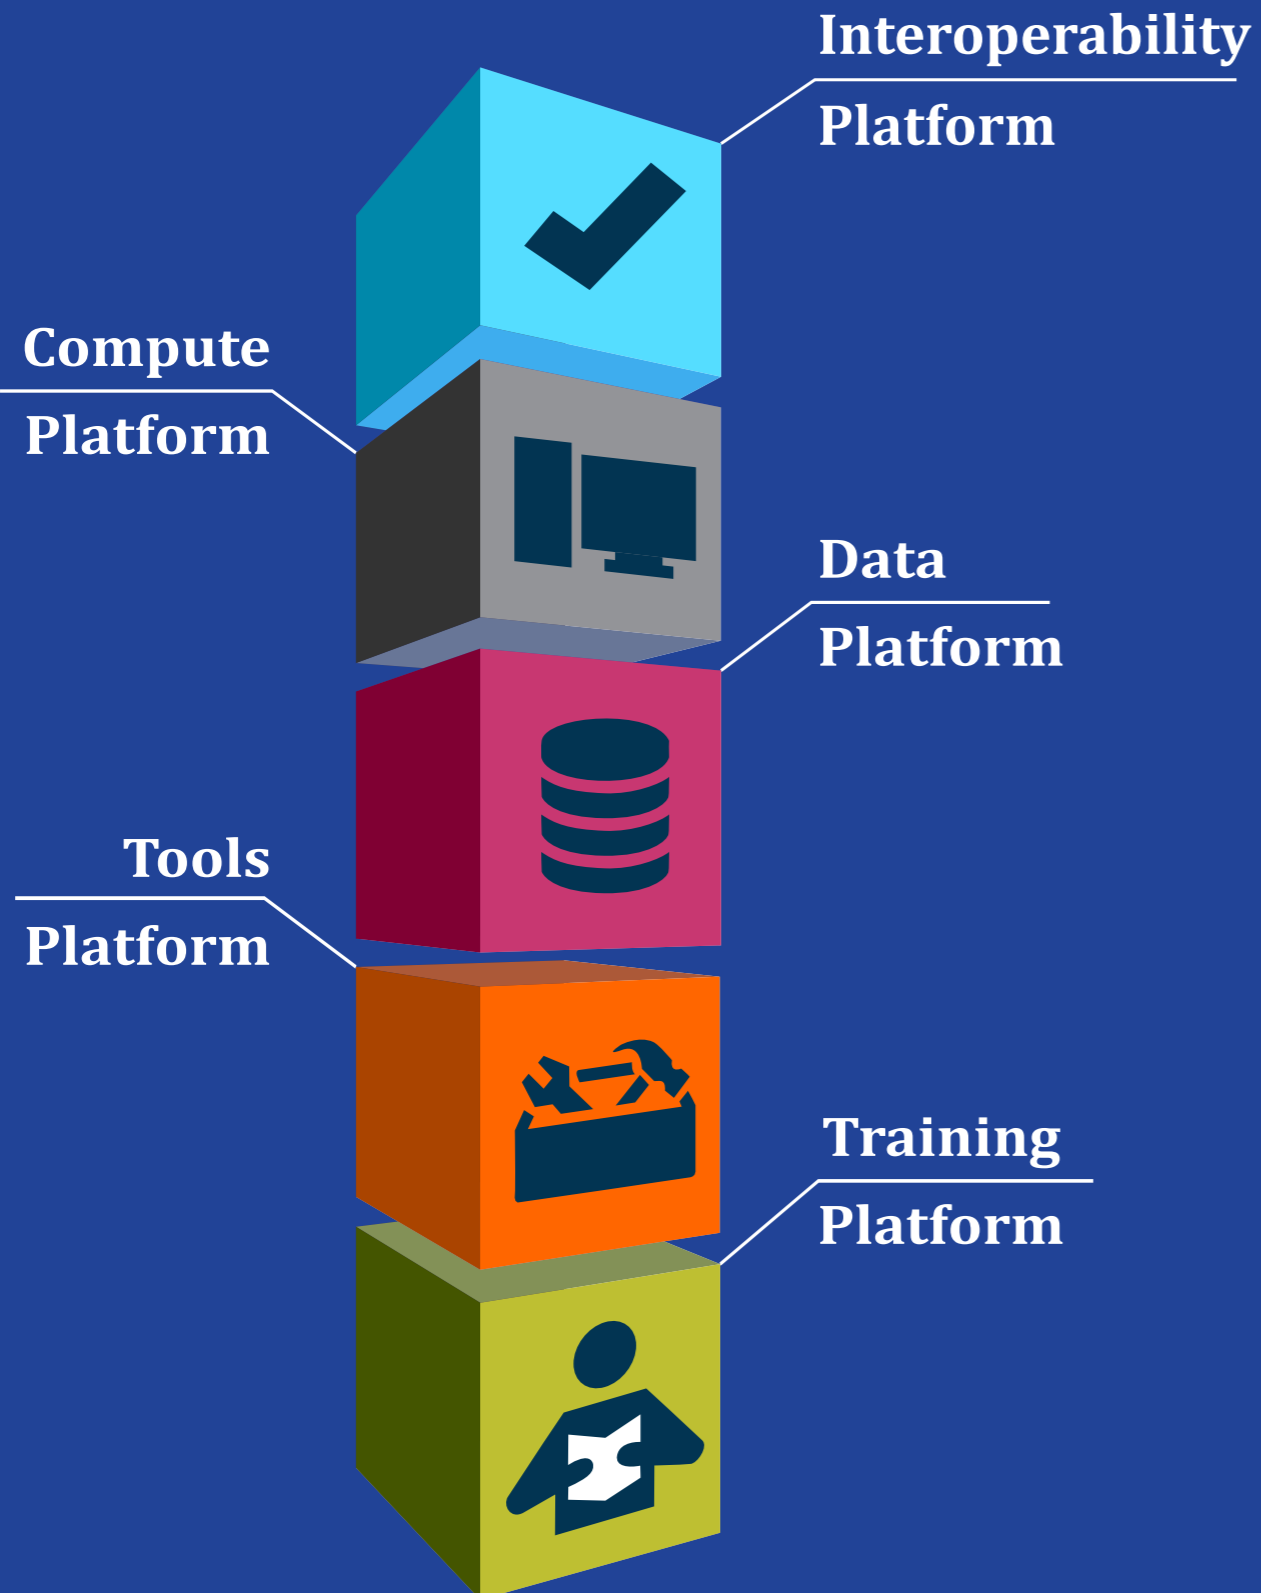 Interoperability
Platform
Compute
Platform
Data
Platform
Tools
Platform
Training
Platform